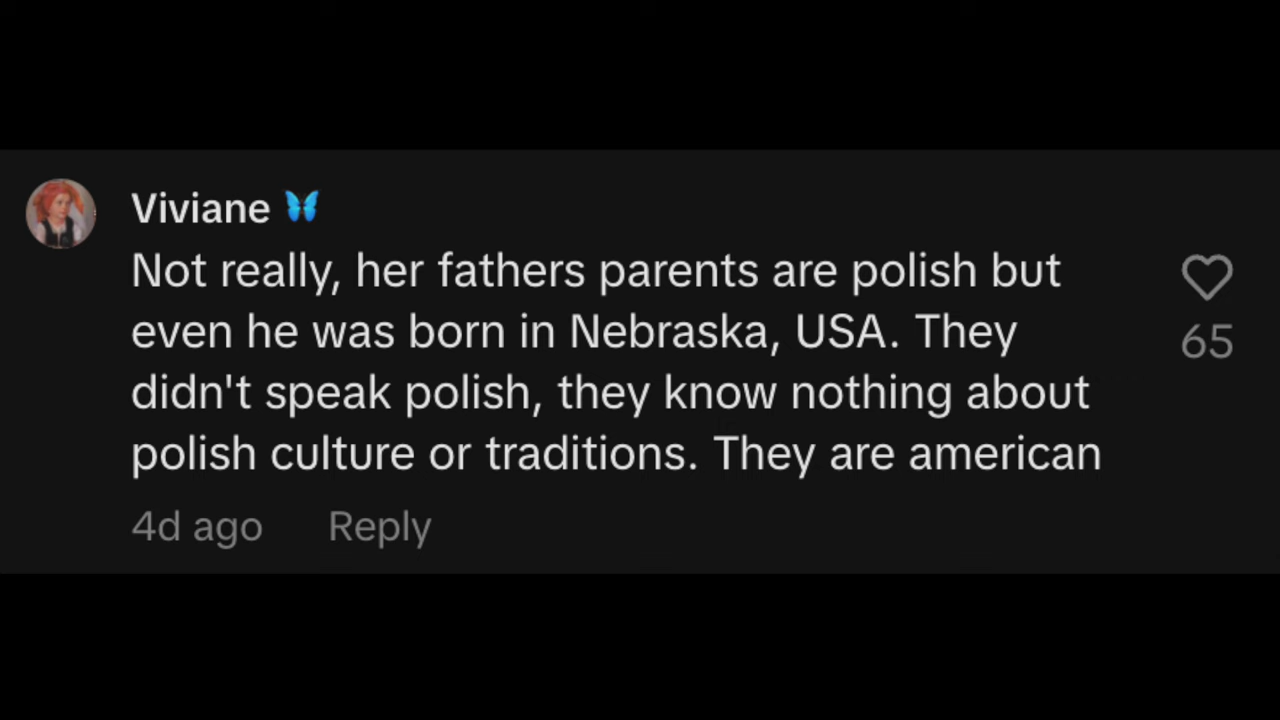 Viviane 🦋
Not really, her fathers parents are polish but
even he was born in Nebraska, USA. They
didn't speak polish, they know nothing about
polish culture or traditions. They are american
65
4d ago Reply